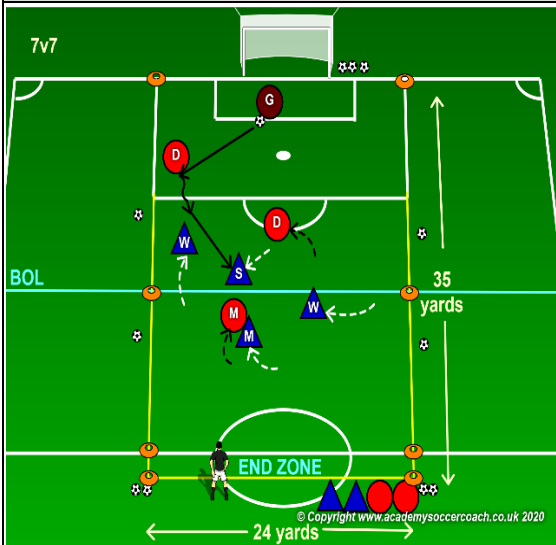 7v7
G
D
D
W
S
BOL
35
yards
W
M
M
END ZONE
© Copyright www.academysoccercoach.co.uk 2020
24 yards